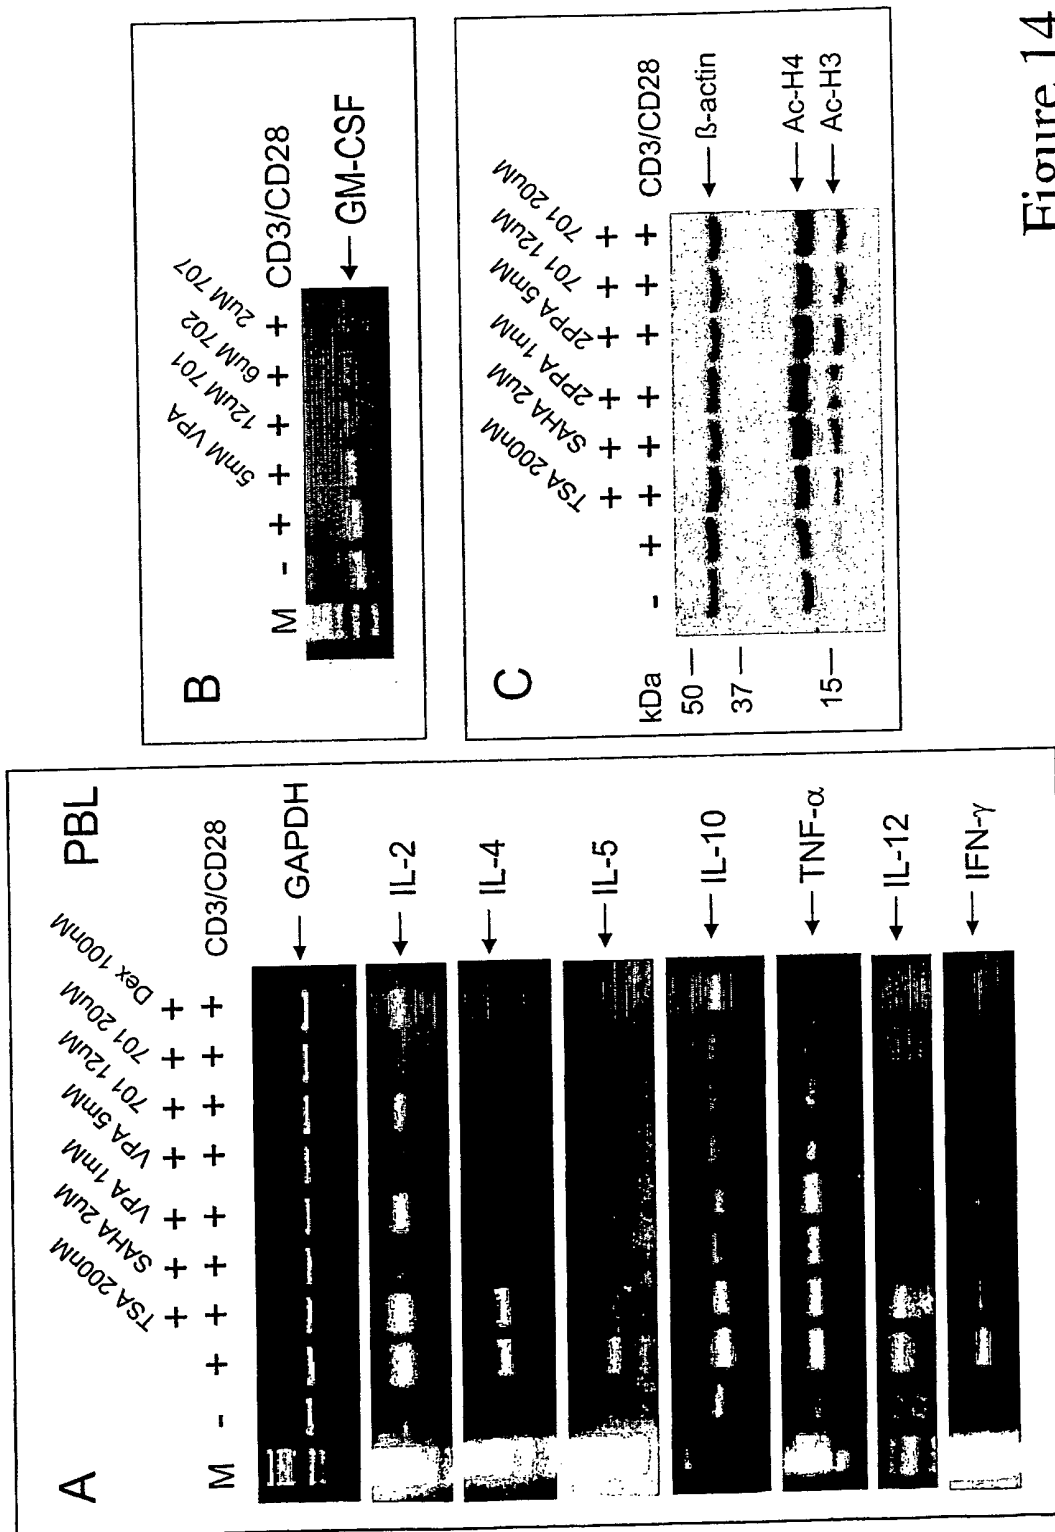 A
PBL
TSA 200nM
SAHA 2uM
VPA 1mM
VPA 5mM
701 12uM
701 20uM
Dex 100nM
+ + + + + + +
M - + + + + + + + + CD3/CD28
GAPDH
IL-2
IL-4
IL-5
IL-10
TNF-α
IL-12
IFN-γ
B
5mM VPA
12uM 701
6uM 702
2uM 707
M - + + + + + CD3/CD28
GM-CSF
C
TSA 200nM
SAHA 2uM
2PPA 1mM
2PPA 5mM
701 12uM
701 20uM
+ + + + + +
kDa - + + + + + + + CD3/CD28
50
37
15
ß-actin
Ac-H4
Ac-H3
Figure 14